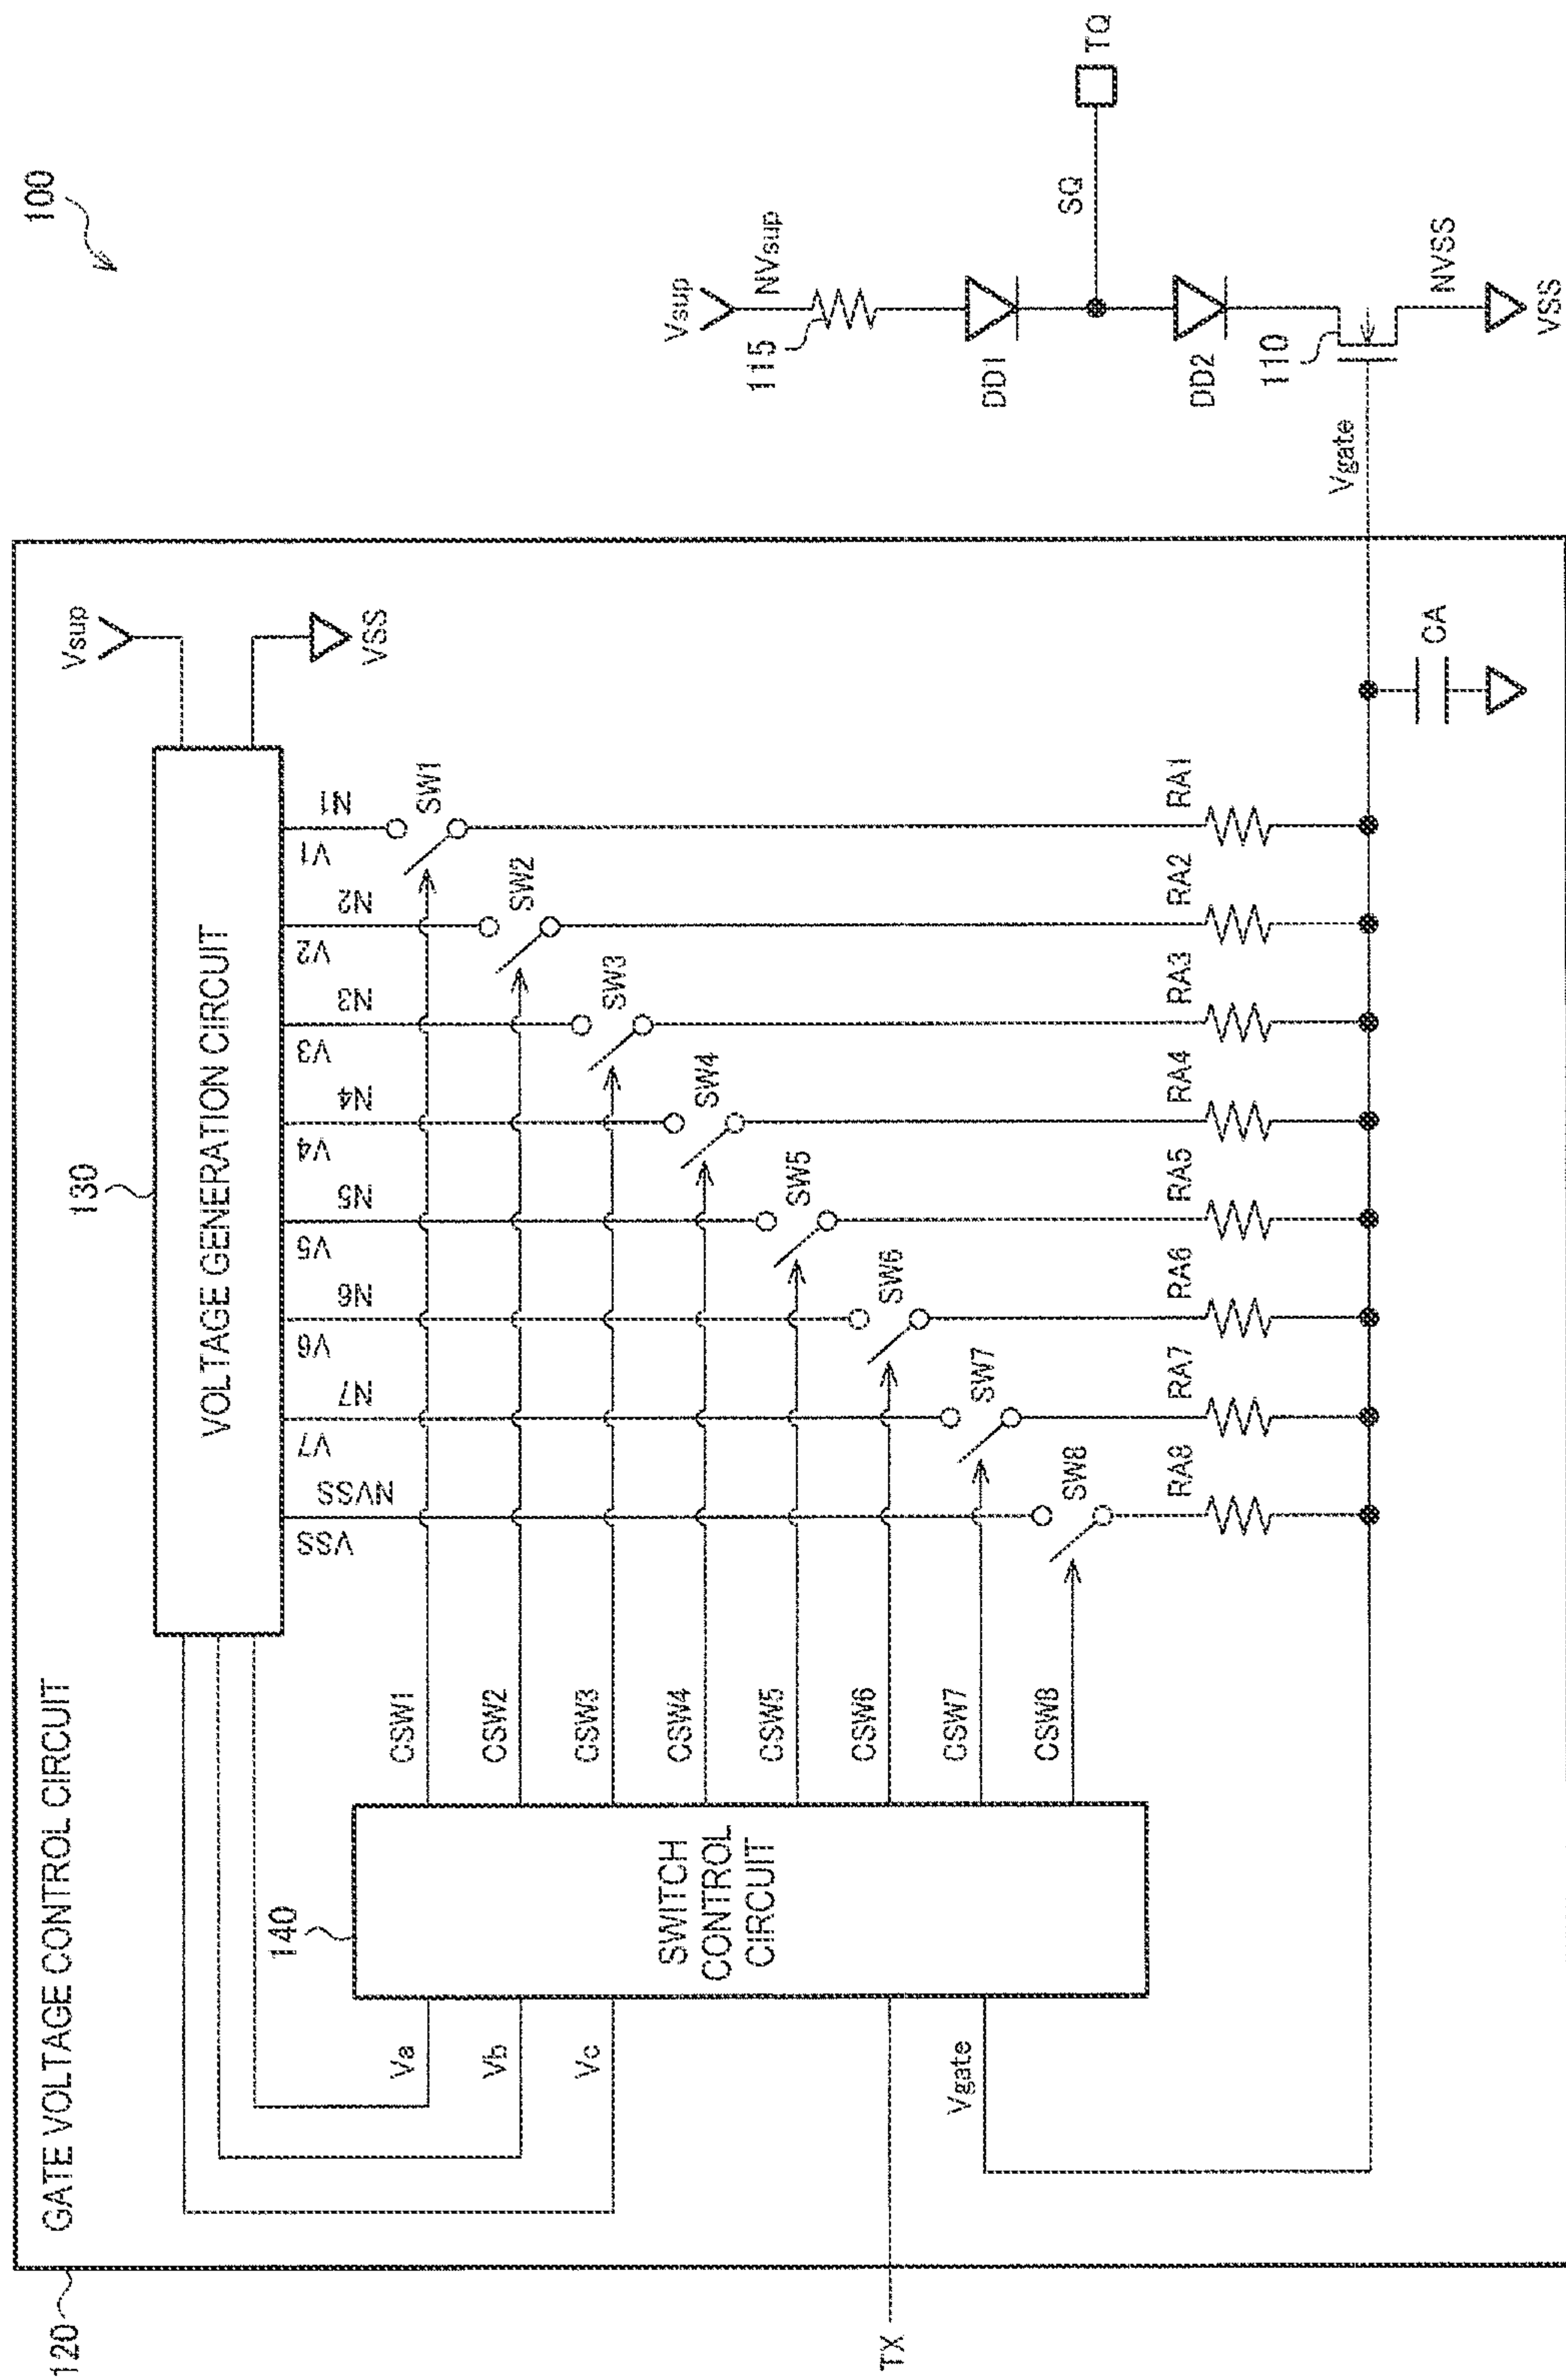 100
120
GATE VOLTAGE CONTROL CIRCUIT
130
VOLTAGE GENERATION CIRCUIT
Vsup
VSS
VSS
NVSS
V7
N7
V6
N6
V5
N5
V4
N4
V3
N3
V2
N2
V1
N1
140
SWITCH
CONTROL
CIRCUIT
Va
Vb
Vc
TX
Vgate
CSW1
CSW2
CSW3
CSW4
CSW5
CSW6
CSW7
CSW8
SW1
SW2
SW3
SW4
SW5
SW6
SW7
SW8
RA8
RA7
RA6
RA5
RA4
RA3
RA2
RA1
CA
Vgate
Vsup
NVsup
115
DD1
SQ
TQ
DD2
110
NVSS
VSS